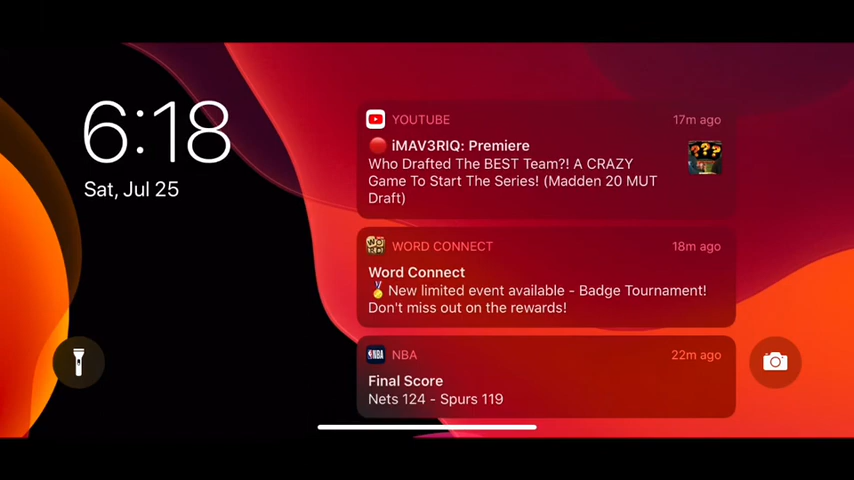 6:18
Sat, Jul 25
YOUTUBE 17m ago
iMAV3RIQ: Premiere
Who Drafted The BEST Team?! A CRAZY
Game To Start The Series! (Madden 20 MUT
Draft)
???
WORD CONNECT 18m ago
Word Connect
🏅New limited event available - Badge Tournament!
Don't miss out on the rewards!
NBA NBA 22m ago
Final Score
Nets 124 - Spurs 119